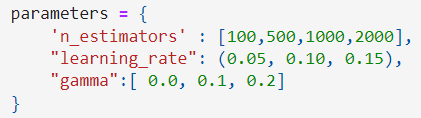 parameters = {
'n_estimators' : [100,500,1000,2000],
"learning_rate": (0.05, 0.10, 0.15),
"gamma":[ 0.0, 0.1, 0.2]
}